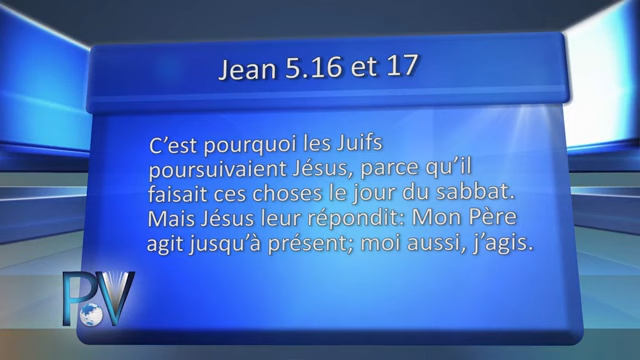 Jean 5.16 et 17
C'est pourquoi les Juifs
poursuivaient Jésus, parce qu'il
faisait ces choses le jour du sabbat.
Mais Jésus leur répondit: Mon Père
agit jusqu'à présent; moi aussi, j'agis.
PV